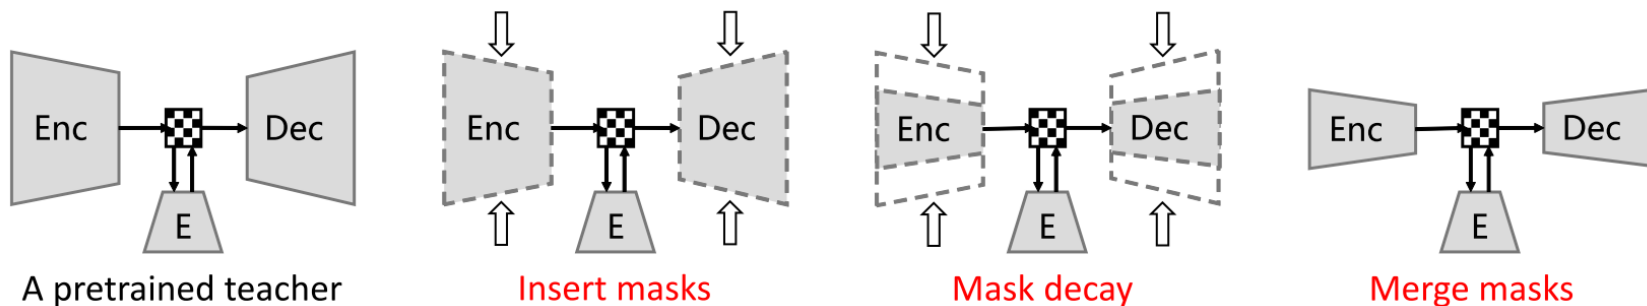 Enc
Dec
E
A pretrained teacher
Enc
Dec
E
Insert masks
Enc
Dec
E
Mask decay
Enc
Dec
E
Merge masks